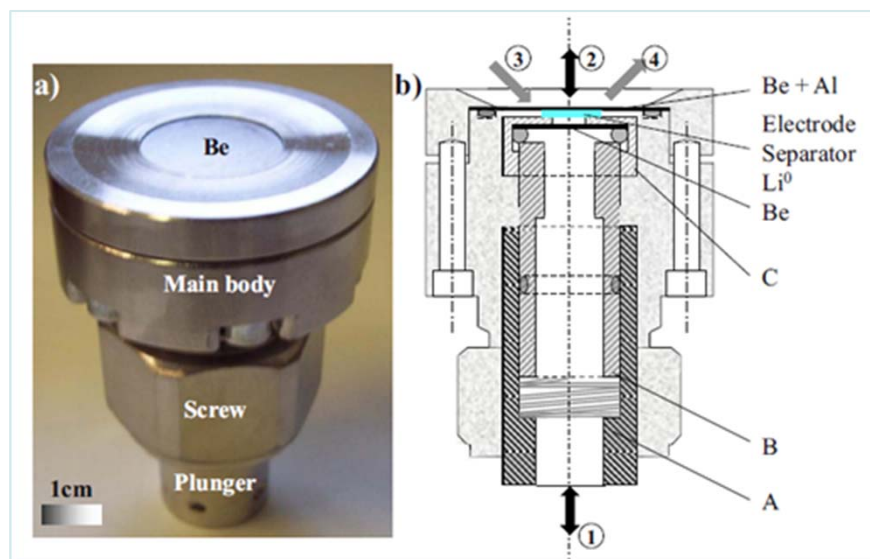 a)
Be
Main body
Screw
Plunger
1cm
b)
3
2
4
Be + Al
Electrode
Separator
Li⁰
Be
C
B
A
1